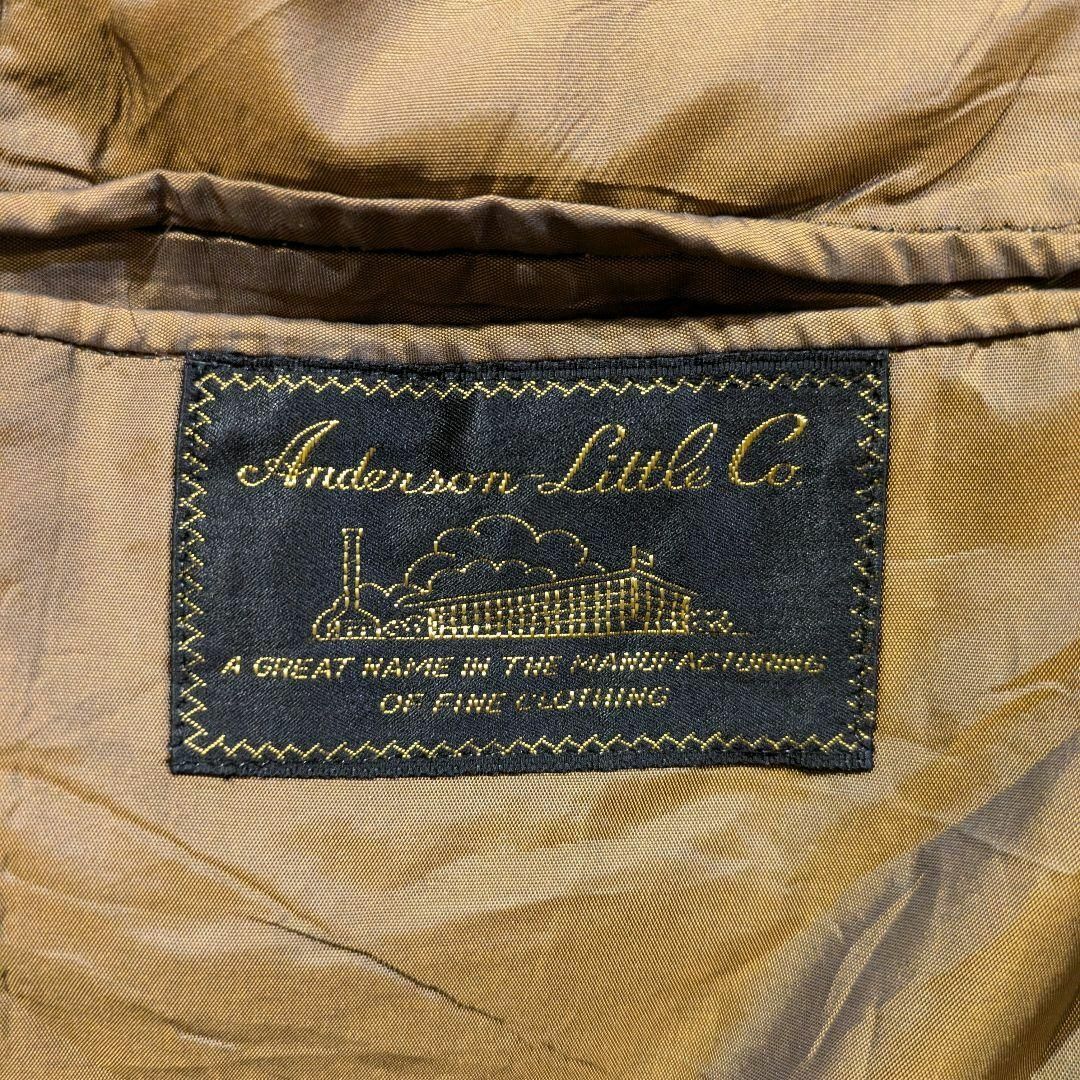 Anderson-Little Co
A GREAT NAME IN THE MANUFACTURING
OF FINE CLOTHING